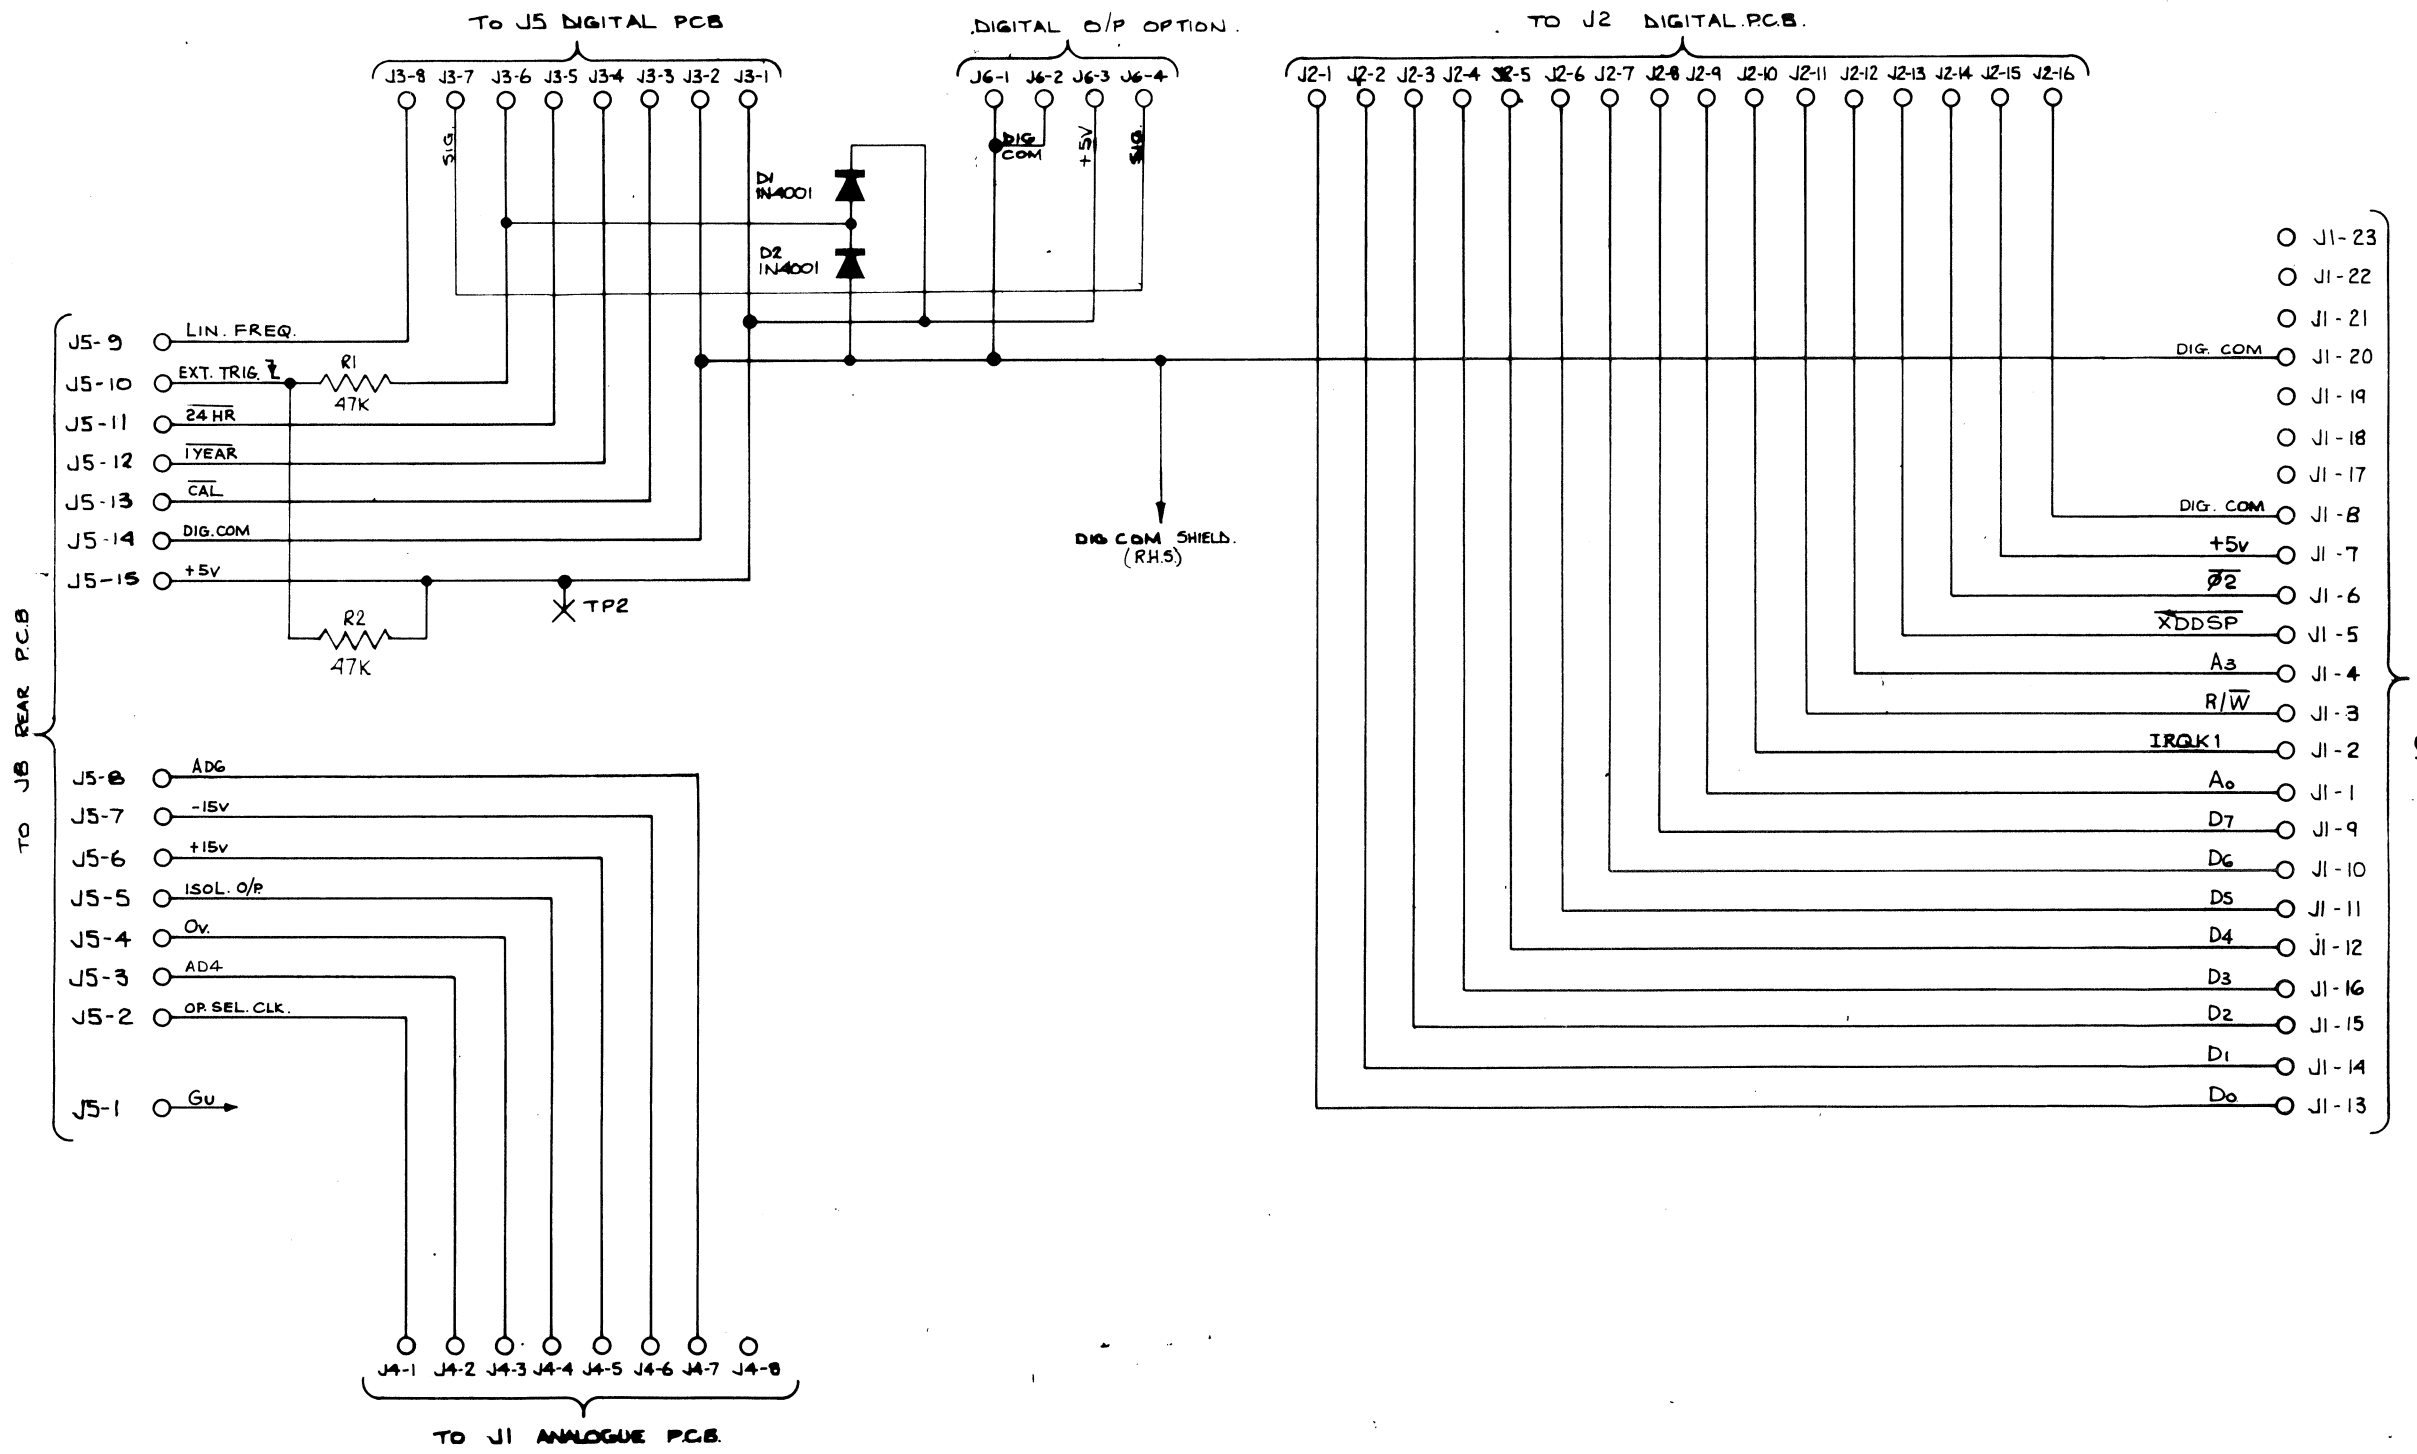 TO J5 DIGITAL PCB
DIGITAL O/P OPTION.
TO J2 DIGITAL.P.C.B.
J3-8 J3-7 J3-6 J3-5 J3-4 J3-3 J3-2 J3-1
J6-1 J6-2 J6-3 J6-4
J2-1 J2-2 J2-3 J2-4 J2-5 J2-6 J2-7 J2-8 J2-9 J2-10 J2-11 J2-12 J2-13 J2-14 J2-15 J2-16
SIG.
DIG
COM
+5V
SIG.
D1
1N4001
D2
1N4001
J5-9 LIN. FREQ.
J5-10 EXT. TRIG.
R1
47K
J5-11 24HR
J5-12 1YEAR
J5-13 CAL
J5-14 DIG.COM
J5-15 +5V
TP2
R2
47K
DIG COM SHIELD.
(R.H.S.)
TO J8 REAR P.C.B
J5-8 AD6
J5-7 -15V
J5-6 +15V
J5-5 ISOL. O/P.
J5-4 0V.
J5-3 AD4
J5-2 OP. SEL. CLK.
J5-1 Gu
J4-1 J4-2 J4-3 J4-4 J4-5 J4-6 J4-7 J4-8
TO J1 ANALOGUE P.C.B.
J1-23
J1-22
J1-21
DIG. COM J1-20
J1-19
J1-18
J1-17
DIG. COM J1-8
+5V J1-7
Ø2 J1-6
XDDSP J1-5
A3 J1-4
R/W J1-3
IRQK1 J1-2
A0 J1-1
D7 J1-9
D6 J1-10
D5 J1-11
D4 J1-12
D3 J1-16
D2 J1-15
D1 J1-14
D0 J1-13